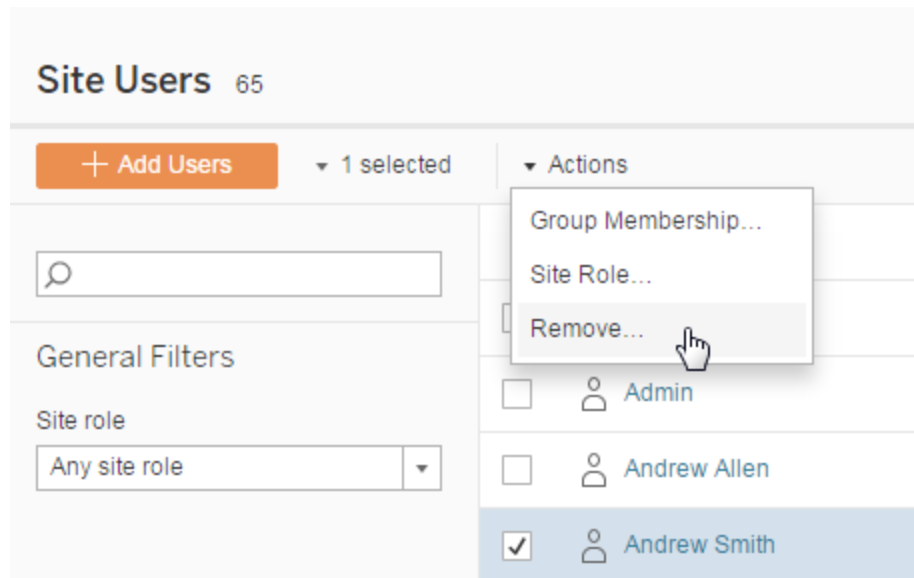 Site Users 65
+ Add Users
1 selected
Actions
Group Membership...
Site Role...
Remove...
General Filters
Site role
Any site role
Admin
Andrew Allen
Andrew Smith